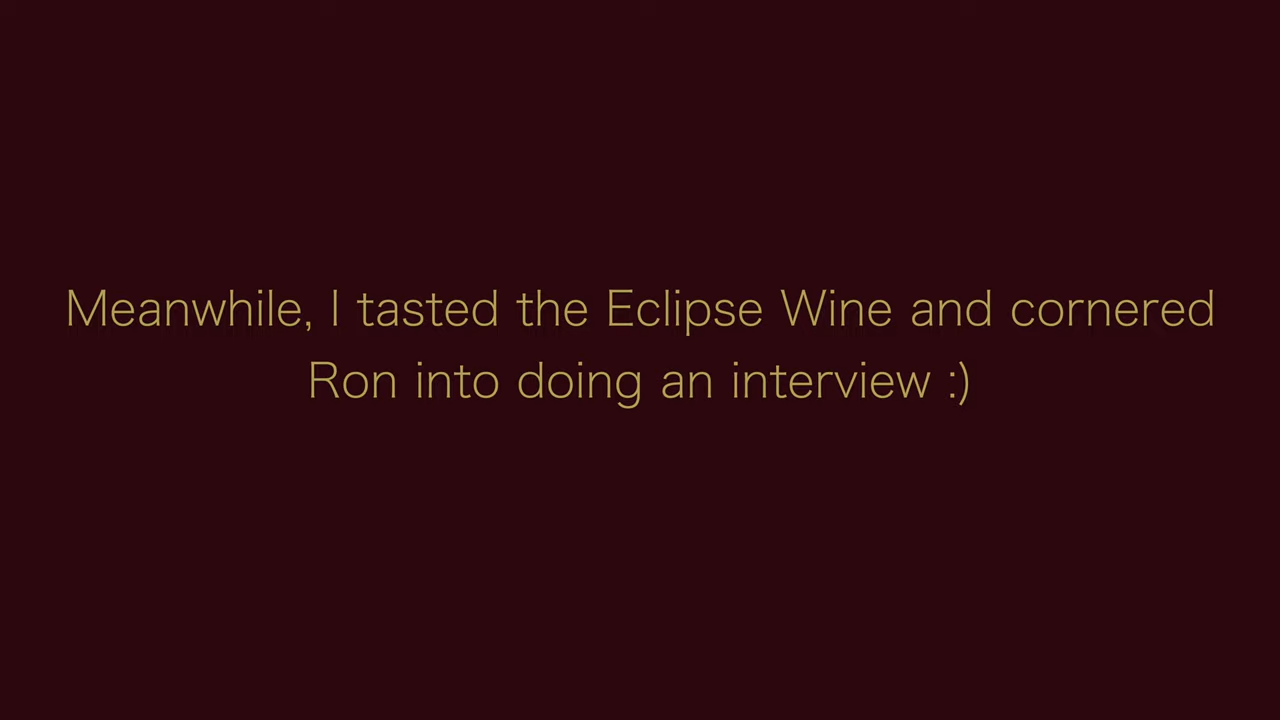 Meanwhile, I tasted the Eclipse Wine and cornered
Ron into doing an interview :)